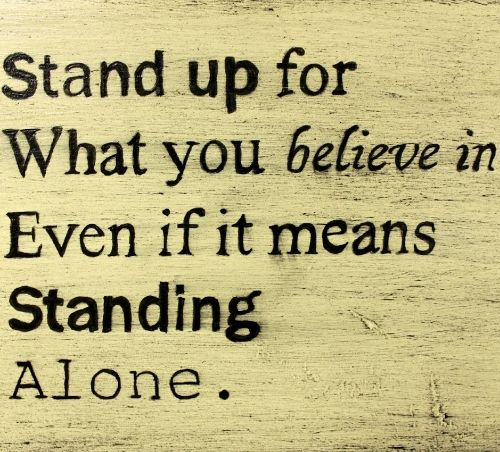 Stand up for
What you believe in
Even if it means
Standing
Alone.